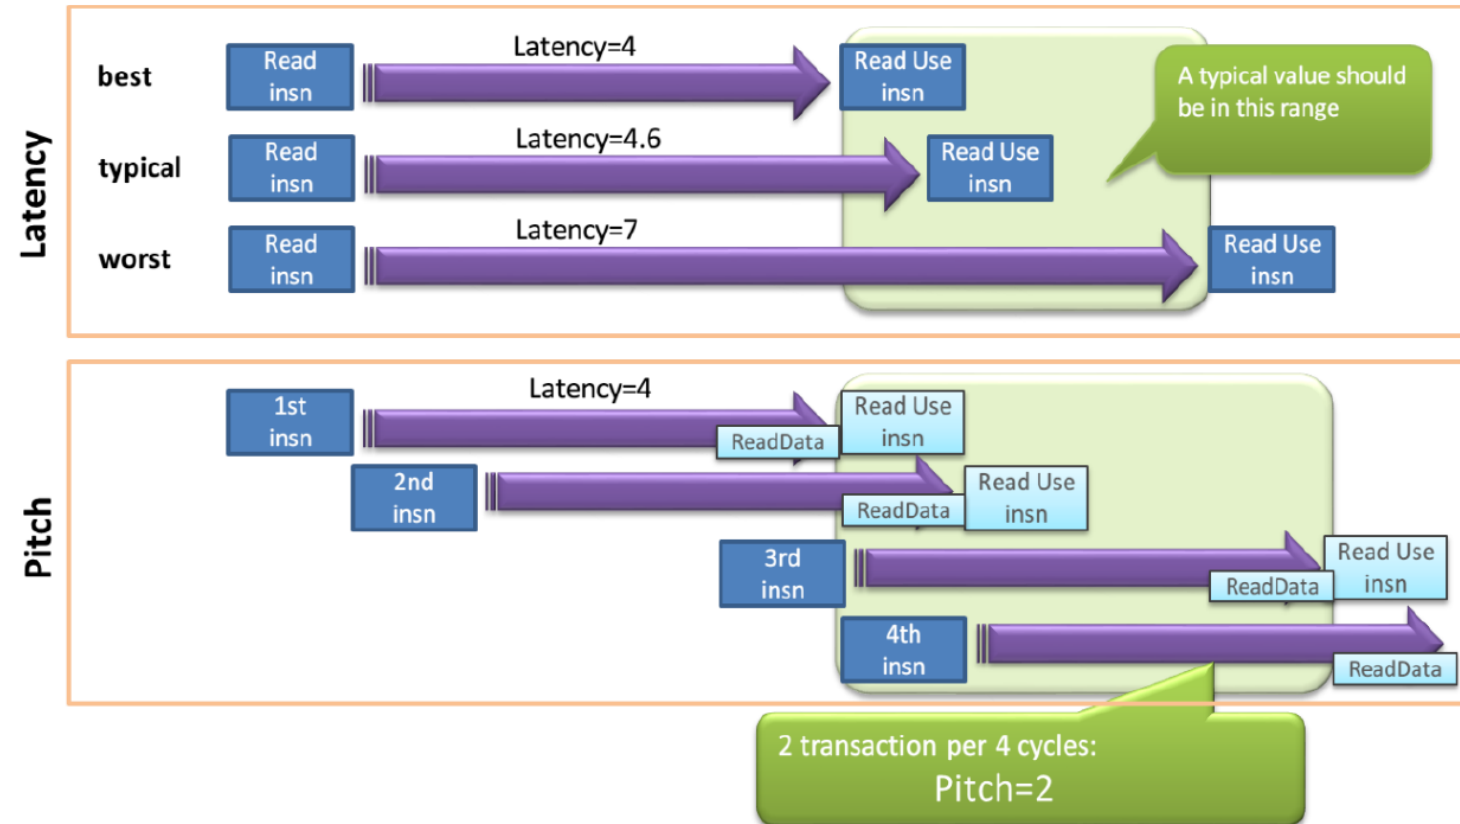 Latency
best
Read
insn
Latency=4
Read Use
insn
A typical value should
be in this range
typical
Read
insn
Latency=4.6
Read Use
insn
worst
Read
insn
Latency=7
Read Use
insn
Pitch
1st
insn
Latency=4
ReadData
Read Use
insn
2nd
insn
ReadData
Read Use
insn
3rd
insn
ReadData
Read Use
insn
4th
insn
ReadData
2 transaction per 4 cycles:
Pitch=2